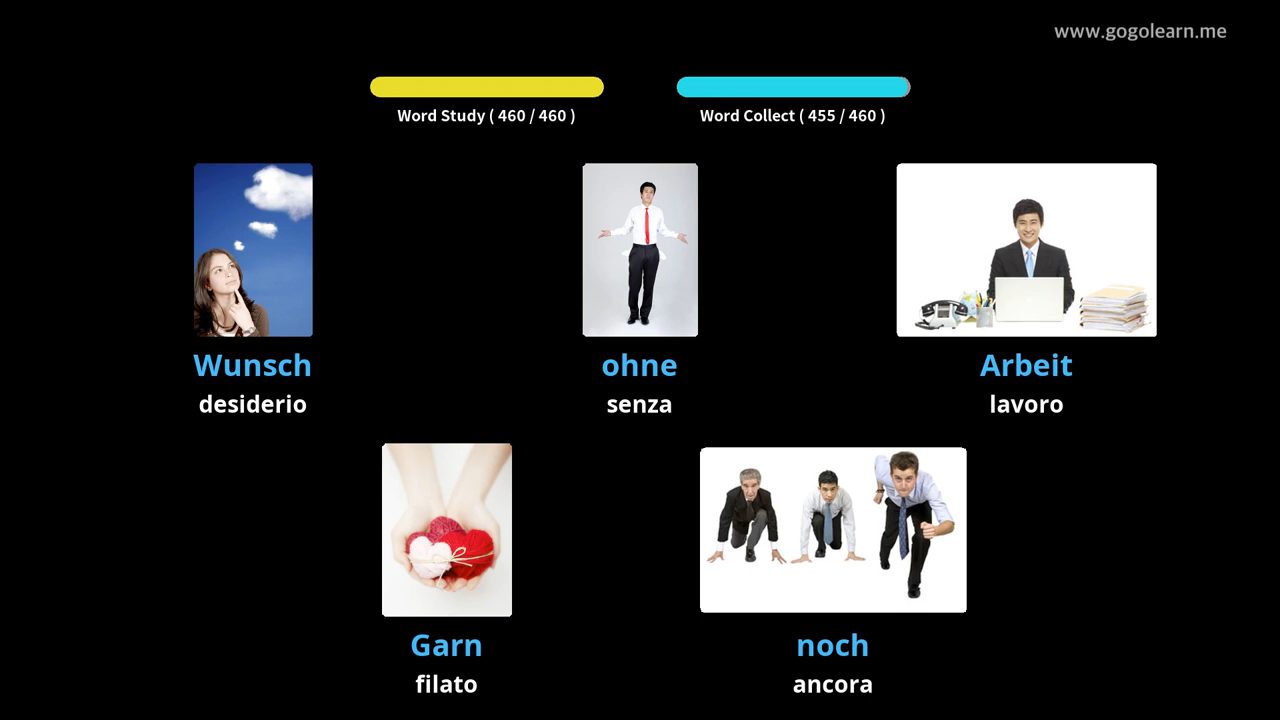 www.gogolearn.me
Word Study ( 460 / 460 )
Word Collect ( 455 / 460 )
Wunsch
desiderio
ohne
senza
Arbeit
lavoro
Garn
filato
noch
ancora